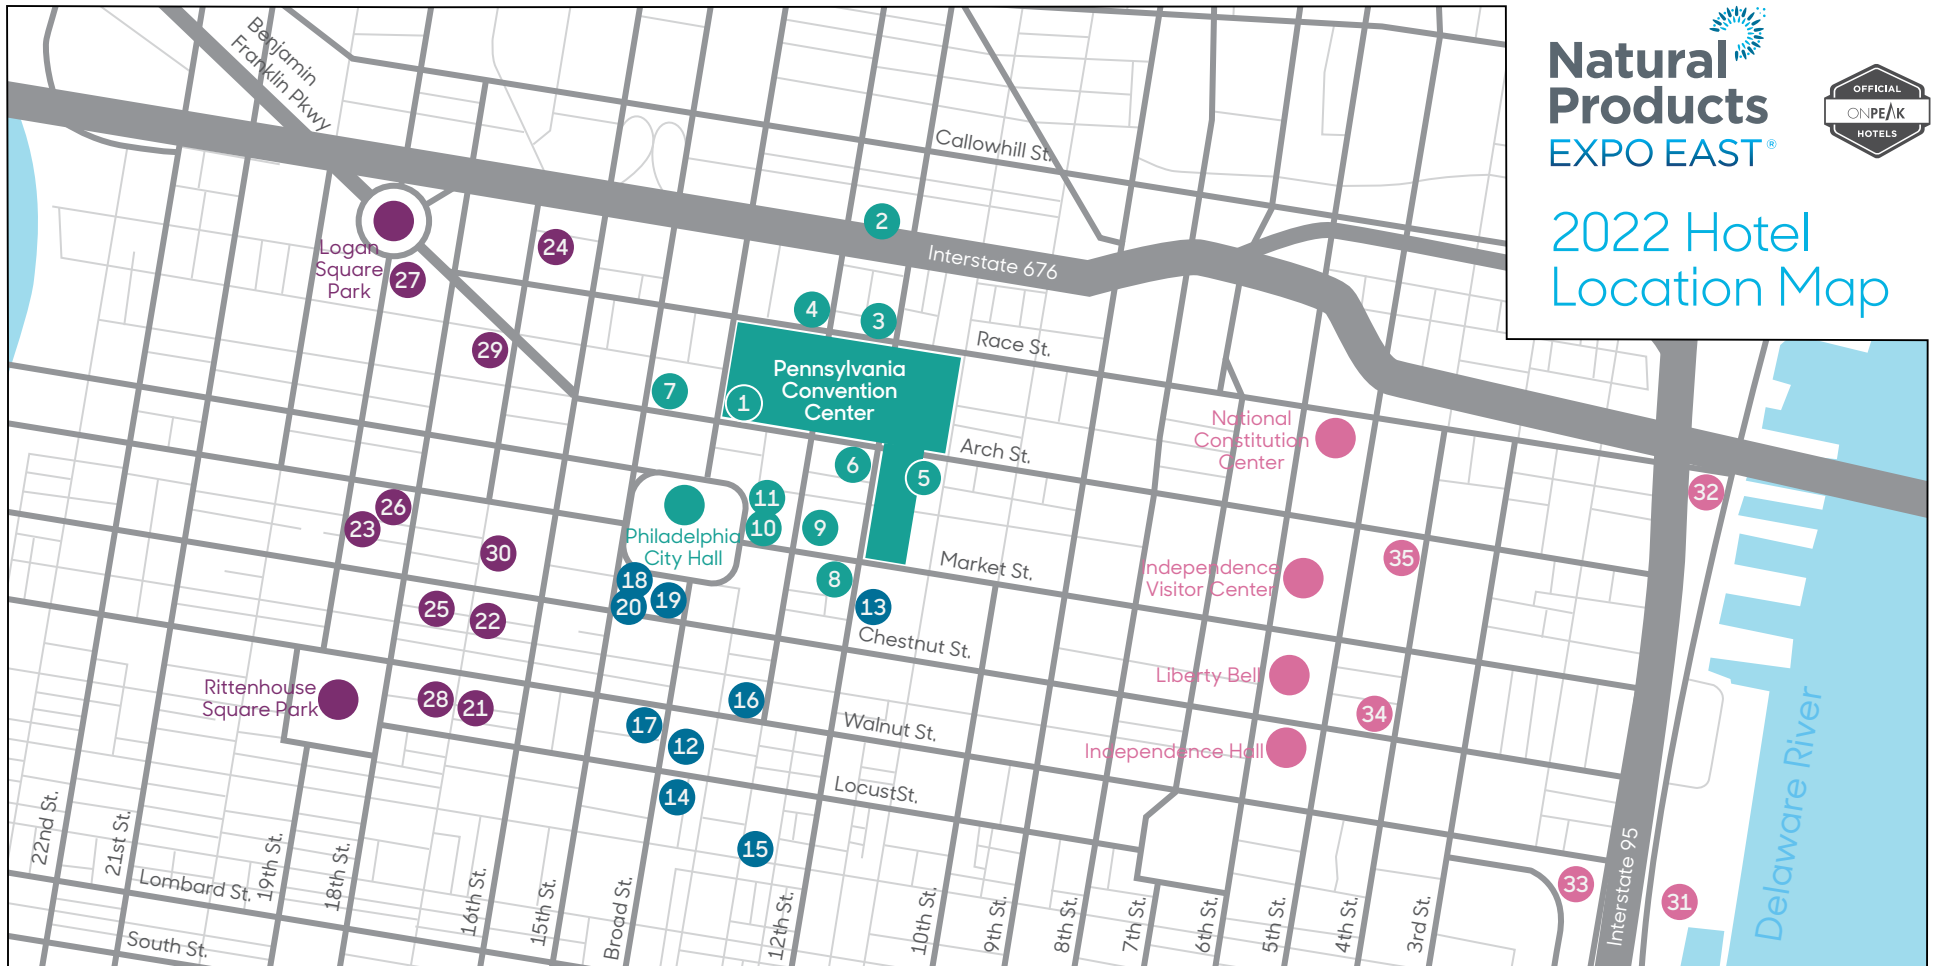 Natural
Products
EXPO EAST®
OFFICIAL
ONPEAK
HOTELS
2022 Hotel
Location Map
Benjamin
Franklin Pkwy
Callowhill St.
Interstate 676
2
24
Logan
Square
Park
27
4
3
Race St.
29
Pennsylvania
Convention
Center
7
1
National
Constitution
Center
Arch St.
6
5
32
11
26
23
10
9
Philadelphia
City Hall
30
Market St.
35
Independence
Visitor Center
18
8
20
19
13
25
22
Chestnut St.
Liberty Bell
Rittenhouse
Square Park
28
21
16
17
12
Walnut St.
34
Independence Hall
14
LocustSt.
15
33
31
Delaware River
Interstate 95
22nd St.
21st St.
19th St.
18th St.
16th St.
15th St.
Broad St.
12th St.
10th St.
9th St.
8th St.
7th St.
6th St.
5th St.
4th St.
3rd St.
Lombard St.
South St.